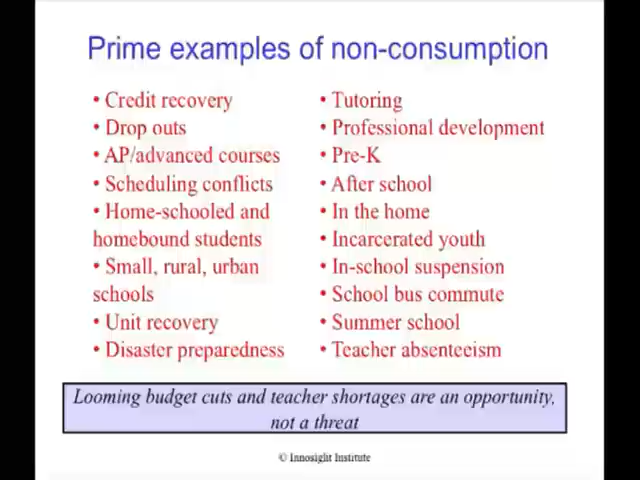 Prime examples of non-consumption
• Credit recovery
• Drop outs
• AP/advanced courses
• Scheduling conflicts
• Home-schooled and
homebound students
• Small, rural, urban
schools
• Unit recovery
• Disaster preparedness
• Tutoring
• Professional development
• Pre-K
• After school
• In the home
• Incarcerated youth
• In-school suspension
• School bus commute
• Summer school
• Teacher absenteeism
Looming budget cuts and teacher shortages are an opportunity,
not a threat
© Innosight Institute